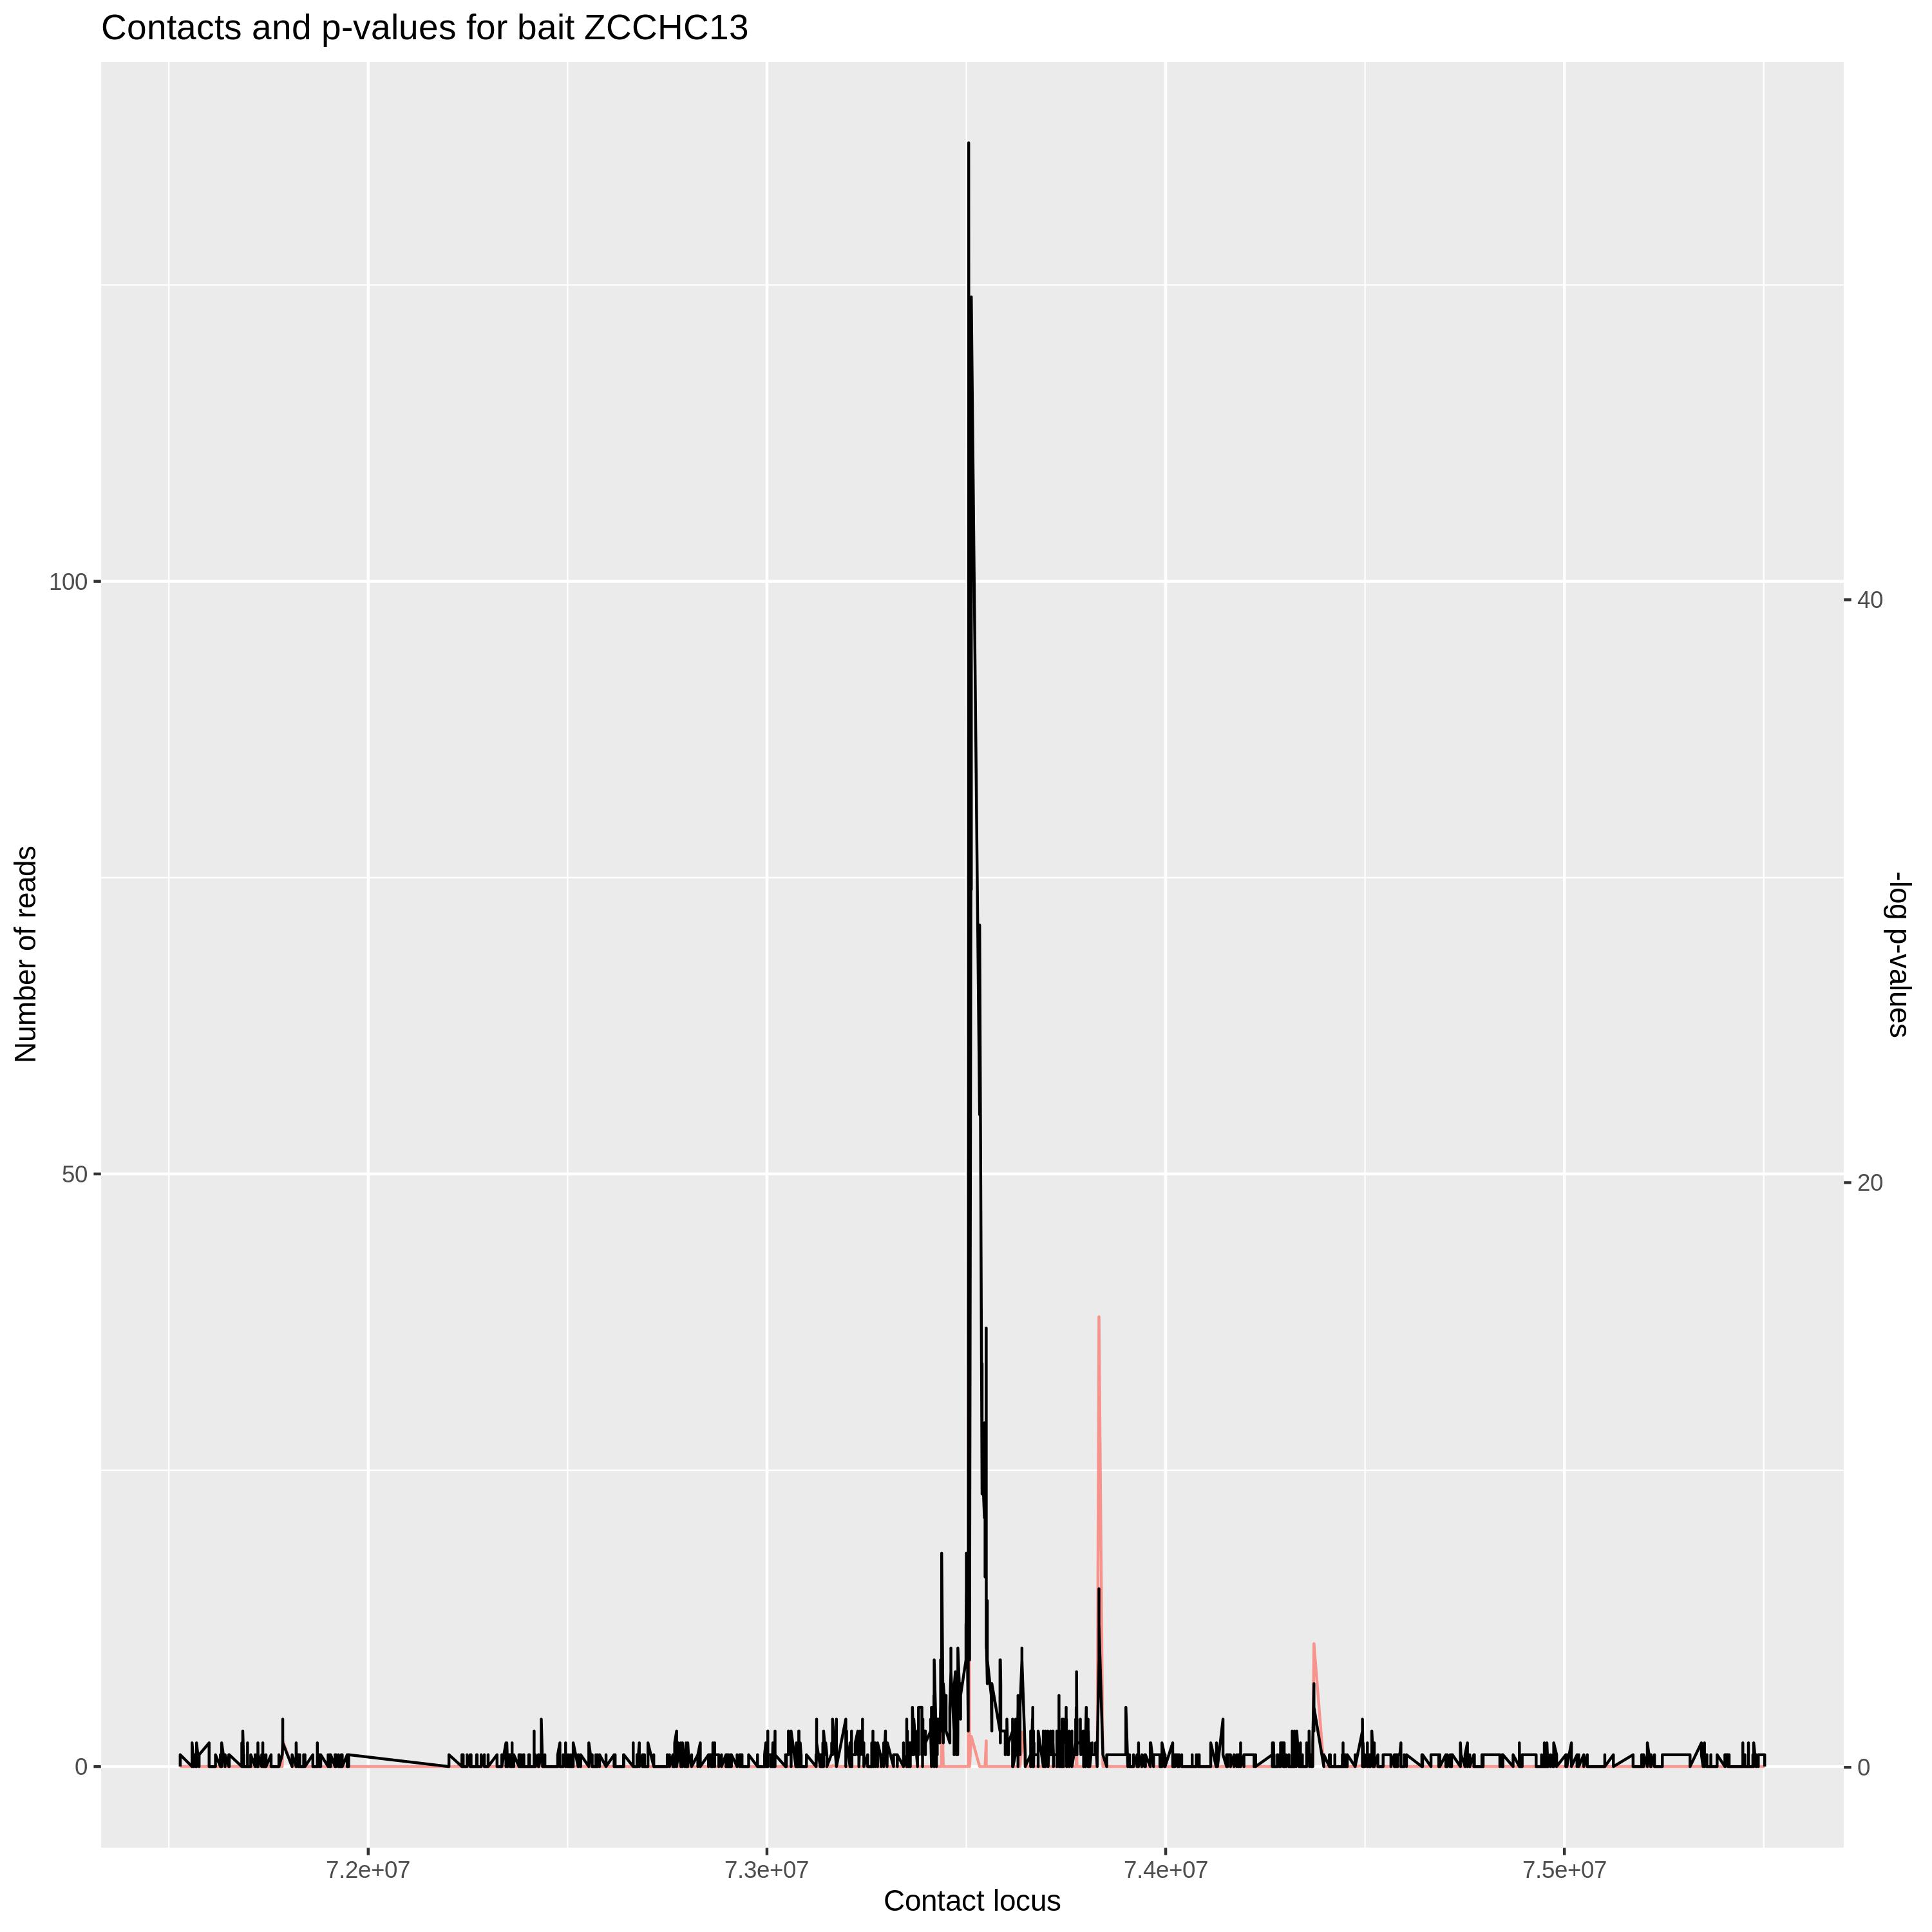 Contacts and p-values for bait ZCCHC13
100
50
0
Number of reads
40
20
0
-log p-values
7.2e+07
7.3e+07
7.4e+07
7.5e+07
Contact locus